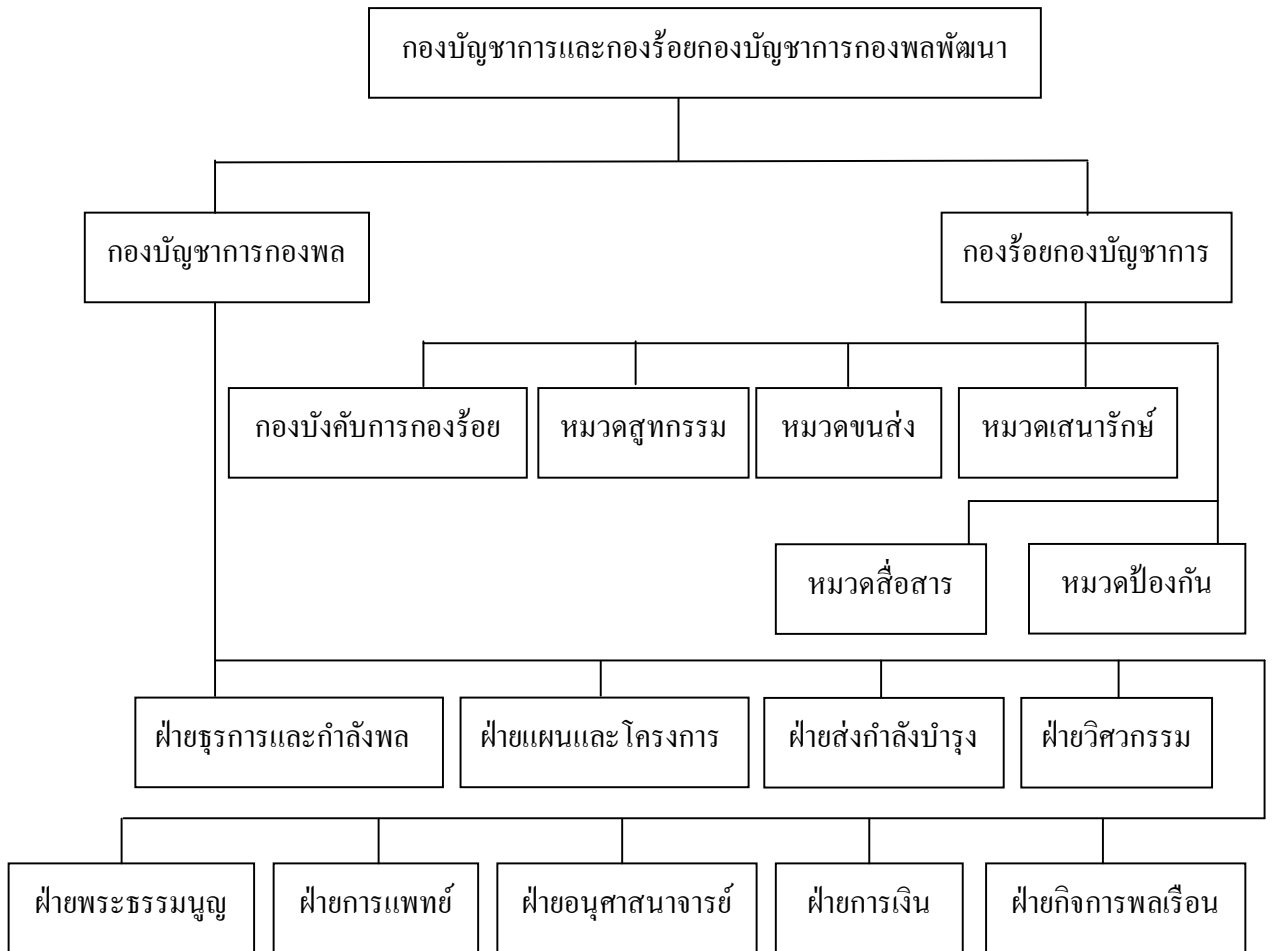 กองบัญชาการและกองร้อยกองบัญชาการกองพลพัฒนา
กองบัญชาการกองพล
กองร้อยกองบัญชาการ
กองบังคับการกองร้อย
หมวดสูทกรรม
หมวดขนส่ง
หมวดเสนารักษ์
หมวดสื่อสาร
หมวดป้องกัน
ฝ่ายธุรการและกำลังพล
ฝ่ายแผนและโครงการ
ฝ่ายส่งกำลังบำรุง
ฝ่ายวิศวกรรม
ฝ่ายพระธรรมนูญ
ฝ่ายการแพทย์
ฝ่ายอนุศาสนาจารย์
ฝ่ายการเงิน
ฝ่ายกิจการพลเรือน